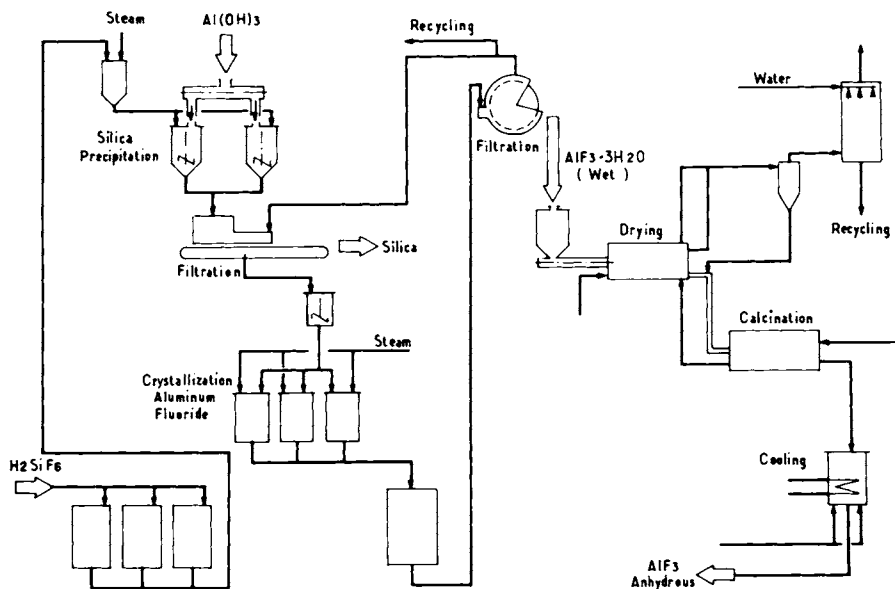 Steam
Al(OH)3
Recycling
Water
Silica
Precipitation
Filtration
AlF3-3H2O
( Wet )
Drying
Recycling
Silica
Filtration
Calcination
Steam
Crystallization
Aluminum
Fluoride
H2SiF6
Cooling
AlF3
Anhydrous